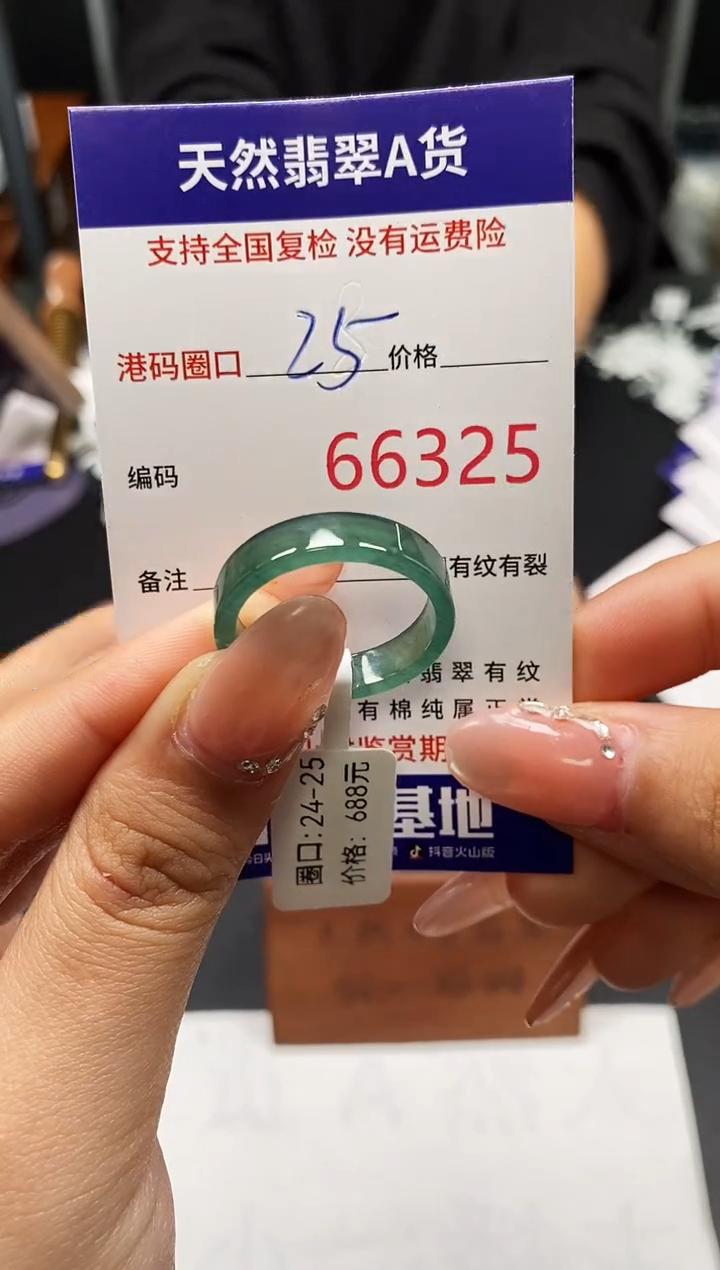 天然翡翠A货
支持全国复检 没有运费险
港码圈口 25 价格
编码 66325
备注 有纹有裂
翡翠有纹
有棉纯属正常
鉴赏期
基地
抖音火山版
圈口:24-25
价格: 688元